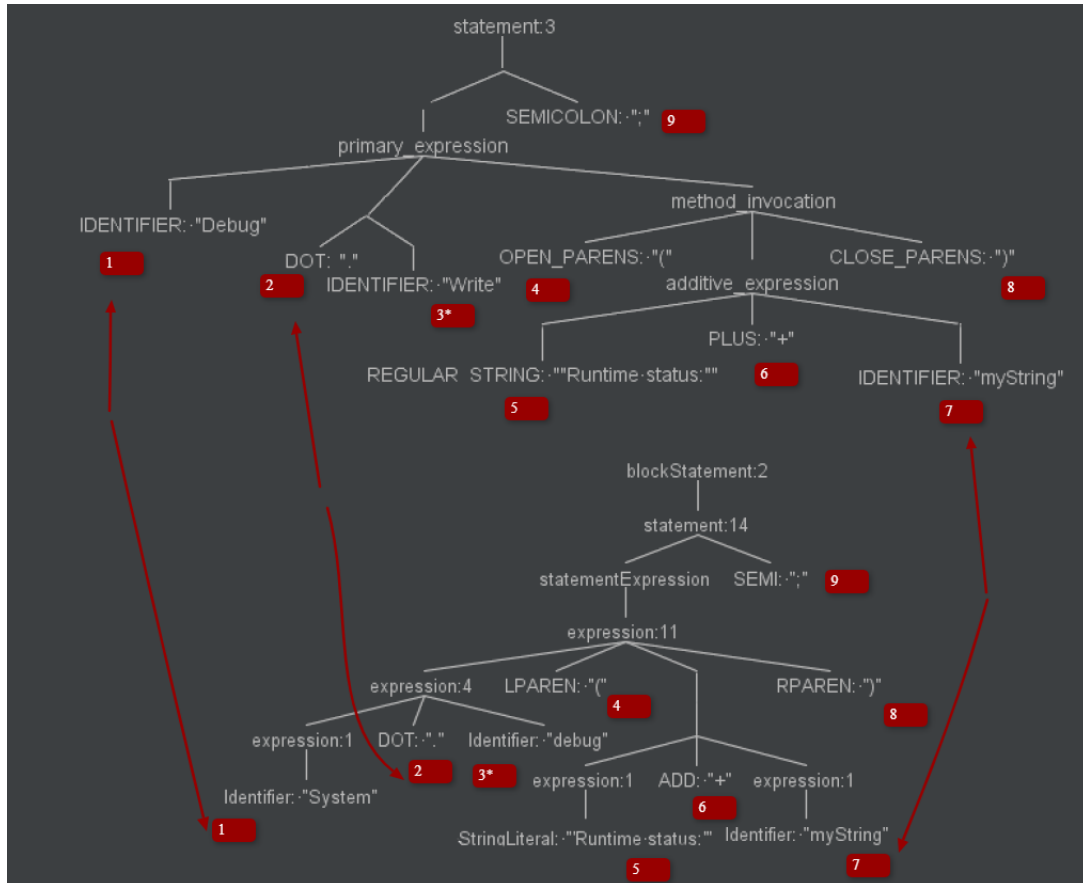 statement:3
SEMICOLON:·";" 9
primary_expression
method_invocation
IDENTIFIER:·"Debug"
1
DOT: "."
2
IDENTIFIER:·"Write"
3*
OPEN_PARENS:·"("
4
CLOSE_PARENS:·")"
8
additive_expression
PLUS:·"+"
6
REGULAR STRING:·""Runtime·status:""
5
IDENTIFIER:·"myString"
7
blockStatement:2
statement:14
statementExpression SEMI:·";" 9
expression:11
expression:4 LPAREN:·"(" RPAREN:·")"
4 8
expression:1 DOT:·"." Identifier:·"debug"
2 3*
expression:1 ADD:·"+" expression:1
6
Identifier:·"System"
1
StringLiteral:·"'Runtime·status:'" Identifier:·"myString"
5 7